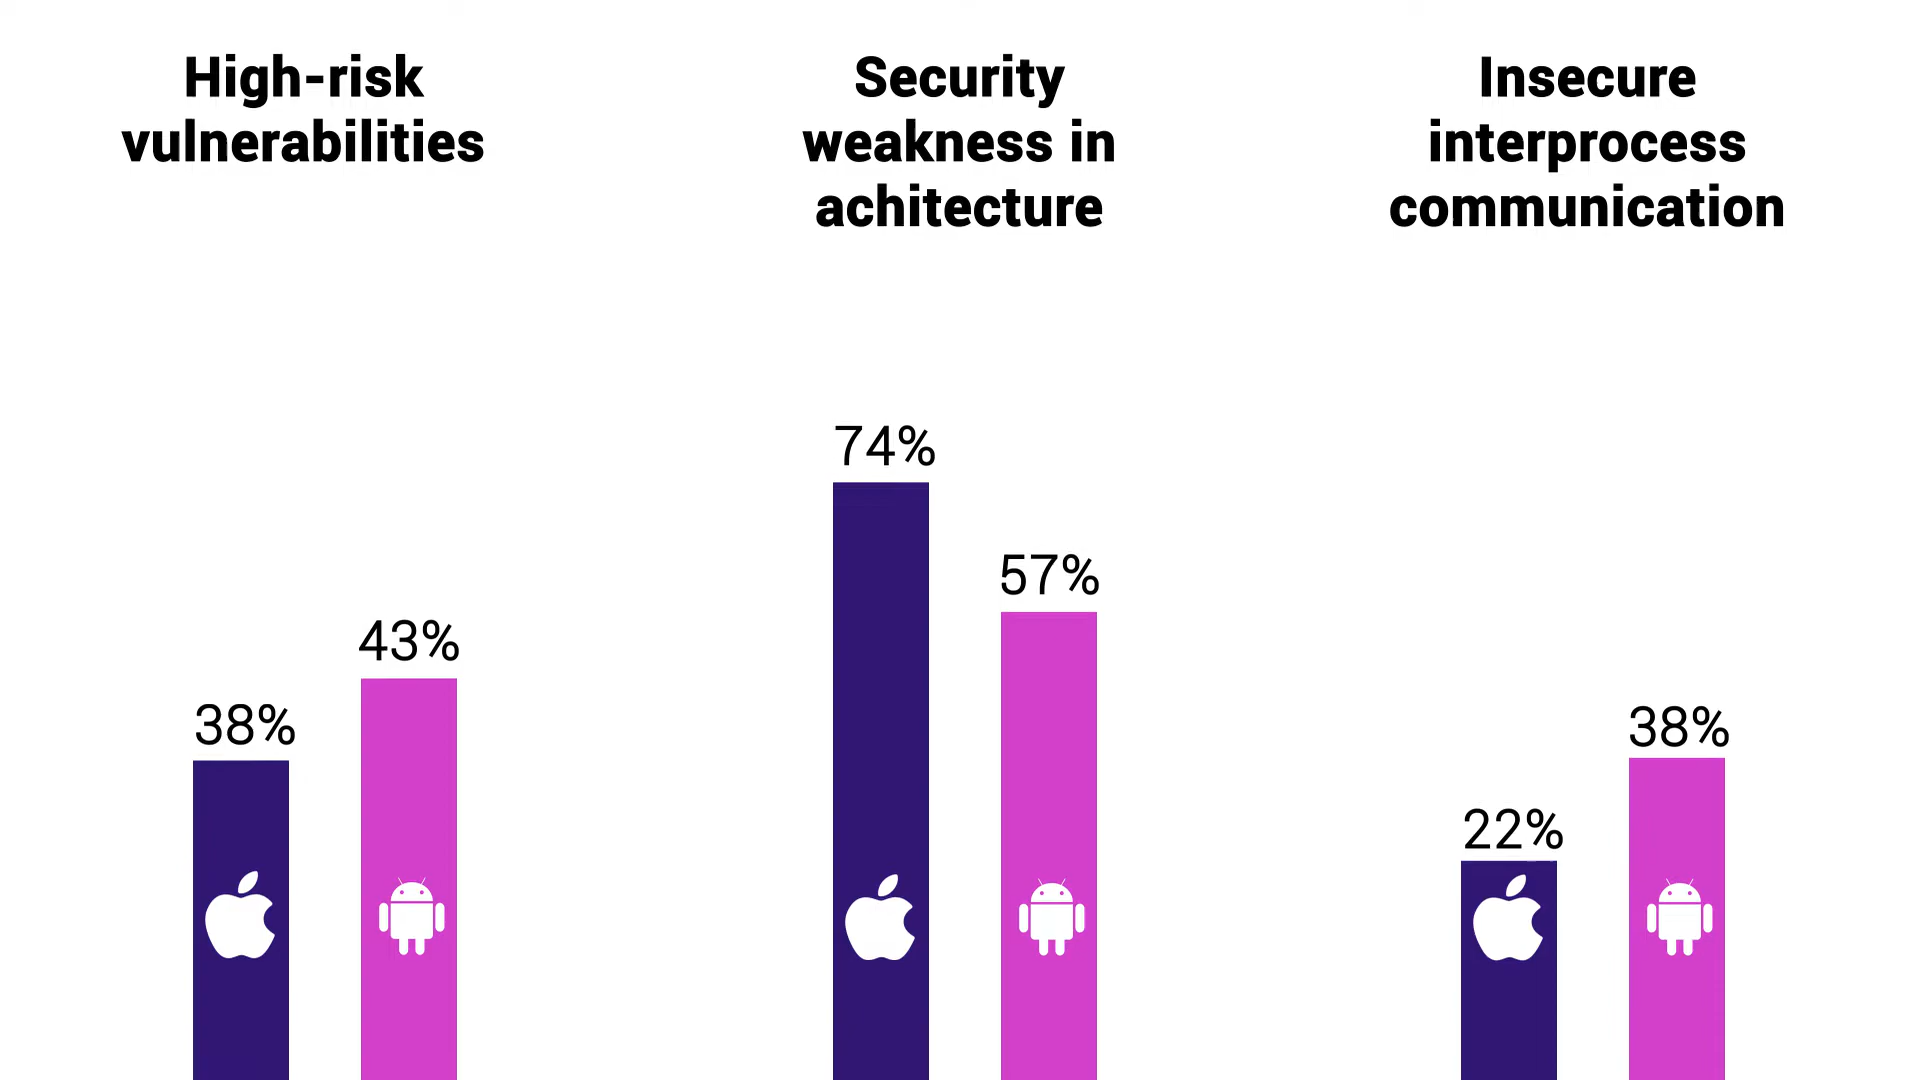 High-risk
vulnerabilities
Security
weakness in
achitecture
Insecure
interprocess
communication
38%
43%
74%
57%
22%
38%